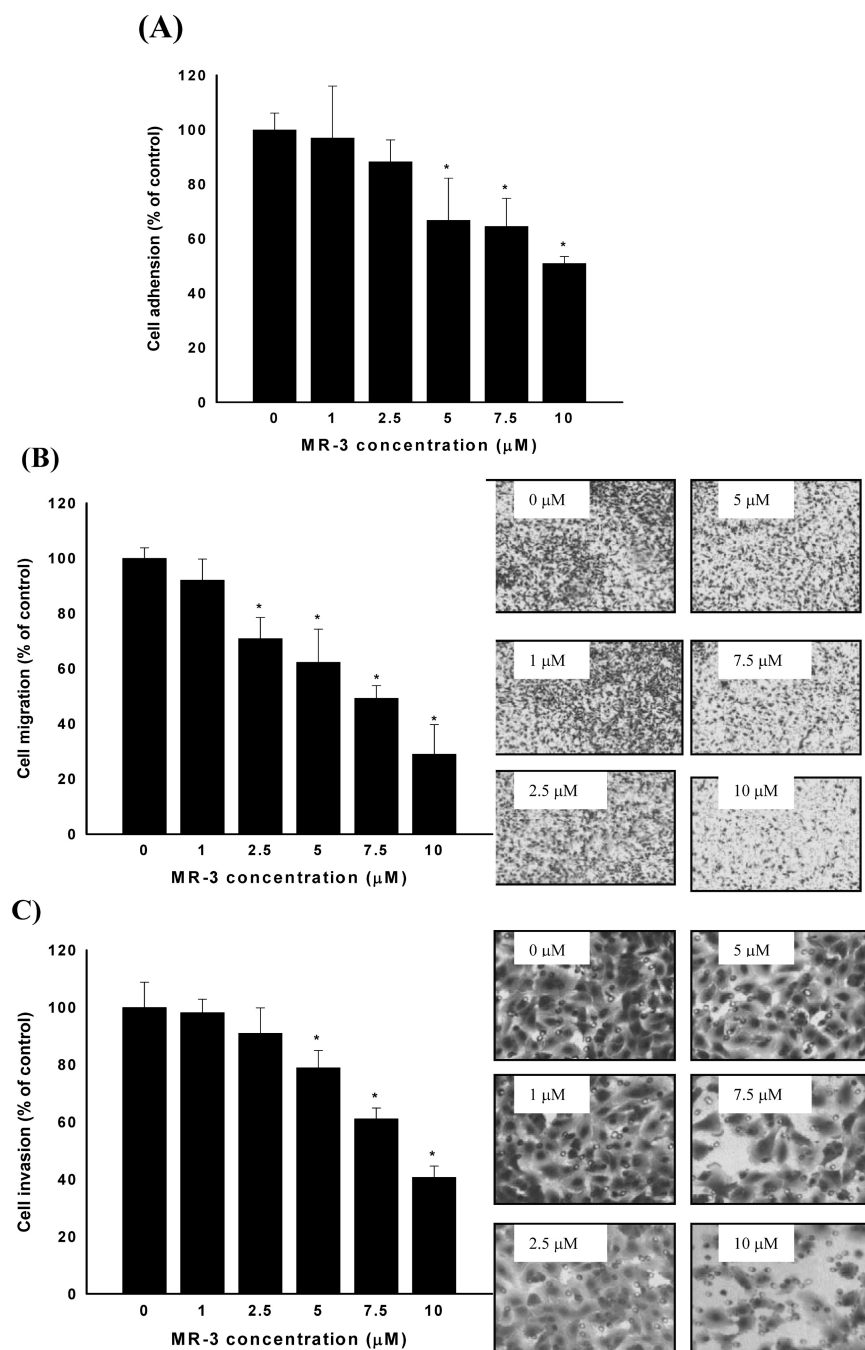 (A)
120
100
80
60
40
20
0
Cell adhension (% of control)
* * *
0 1 2.5 5 7.5 10
MR-3 concentration (μM)
(B)
120
100
80
60
40
20
0
Cell migration (% of control)
* * * *
0 1 2.5 5 7.5 10
MR-3 concentration (μM)
0 μM
5 μM
1 μM
7.5 μM
2.5 μM
10 μM
C)
120
100
80
60
40
20
0
Cell invasion (% of control)
* * *
0 1 2.5 5 7.5 10
MR-3 concentration (μM)
0 μM
5 μM
1 μM
7.5 μM
2.5 μM
10 μM